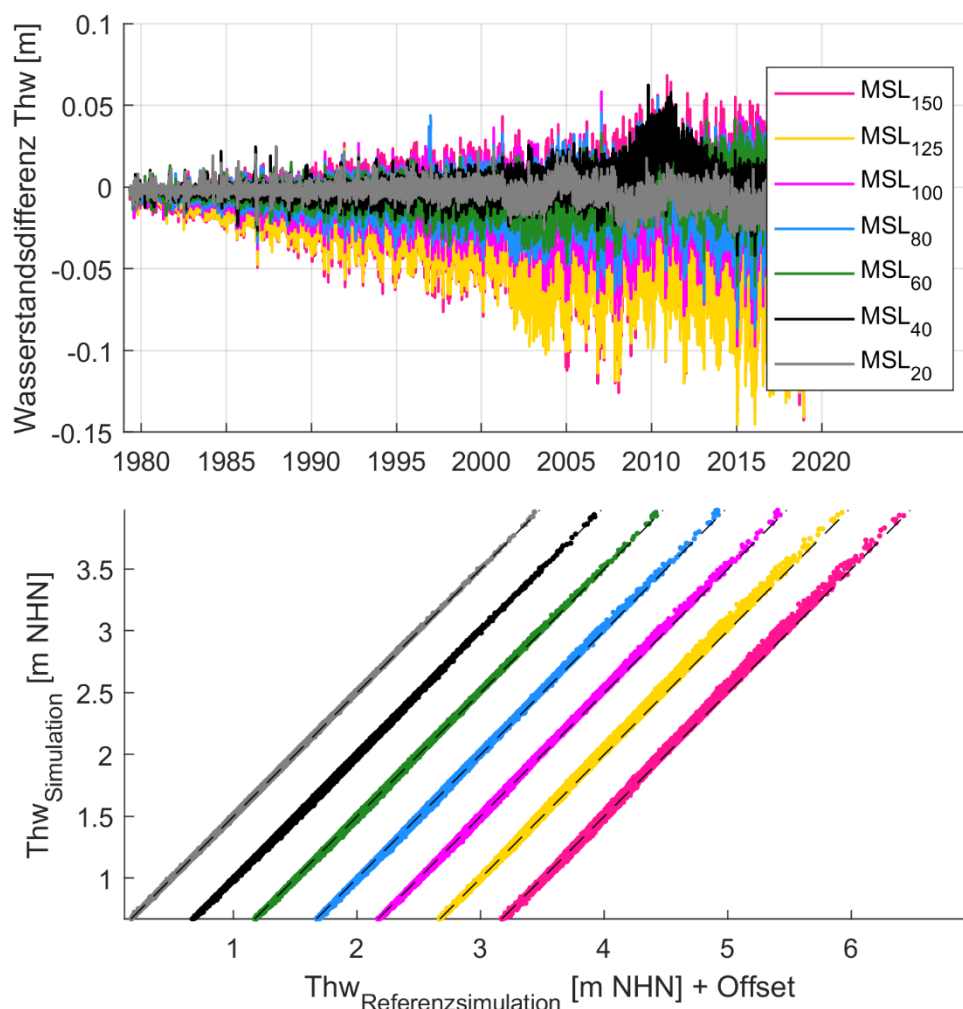 Wasserstandsdifferenz Thw [m]
0.1
0.05
0
-0.05
-0.1
-0.15
1980 1985 1990 1995 2000 2005 2010 2015 2020
MSL150
MSL125
MSL100
MSL80
MSL60
MSL40
MSL20
ThwSimulation [m NHN]
3.5
3
2.5
2
1.5
1
1 2 3 4 5 6
ThwReferenzsimulation [m NHN] + Offset